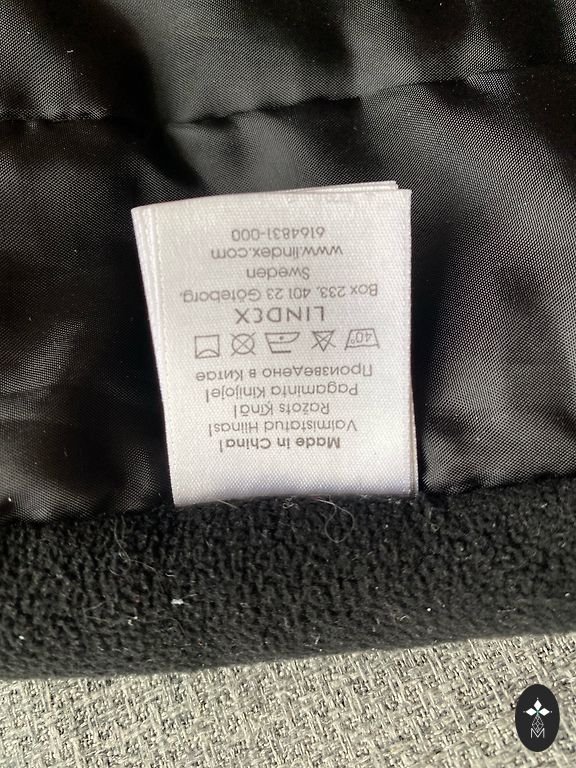 Made in China!
Valmistatud Hiinas!
Ražots Ķīnā!
Pagaminta Kinijoje!
Произведено в Китае
40°
LINDEX
Box 233, 401 23 Göteborg,
Sweden
www.lindex.com
6164831-000
M